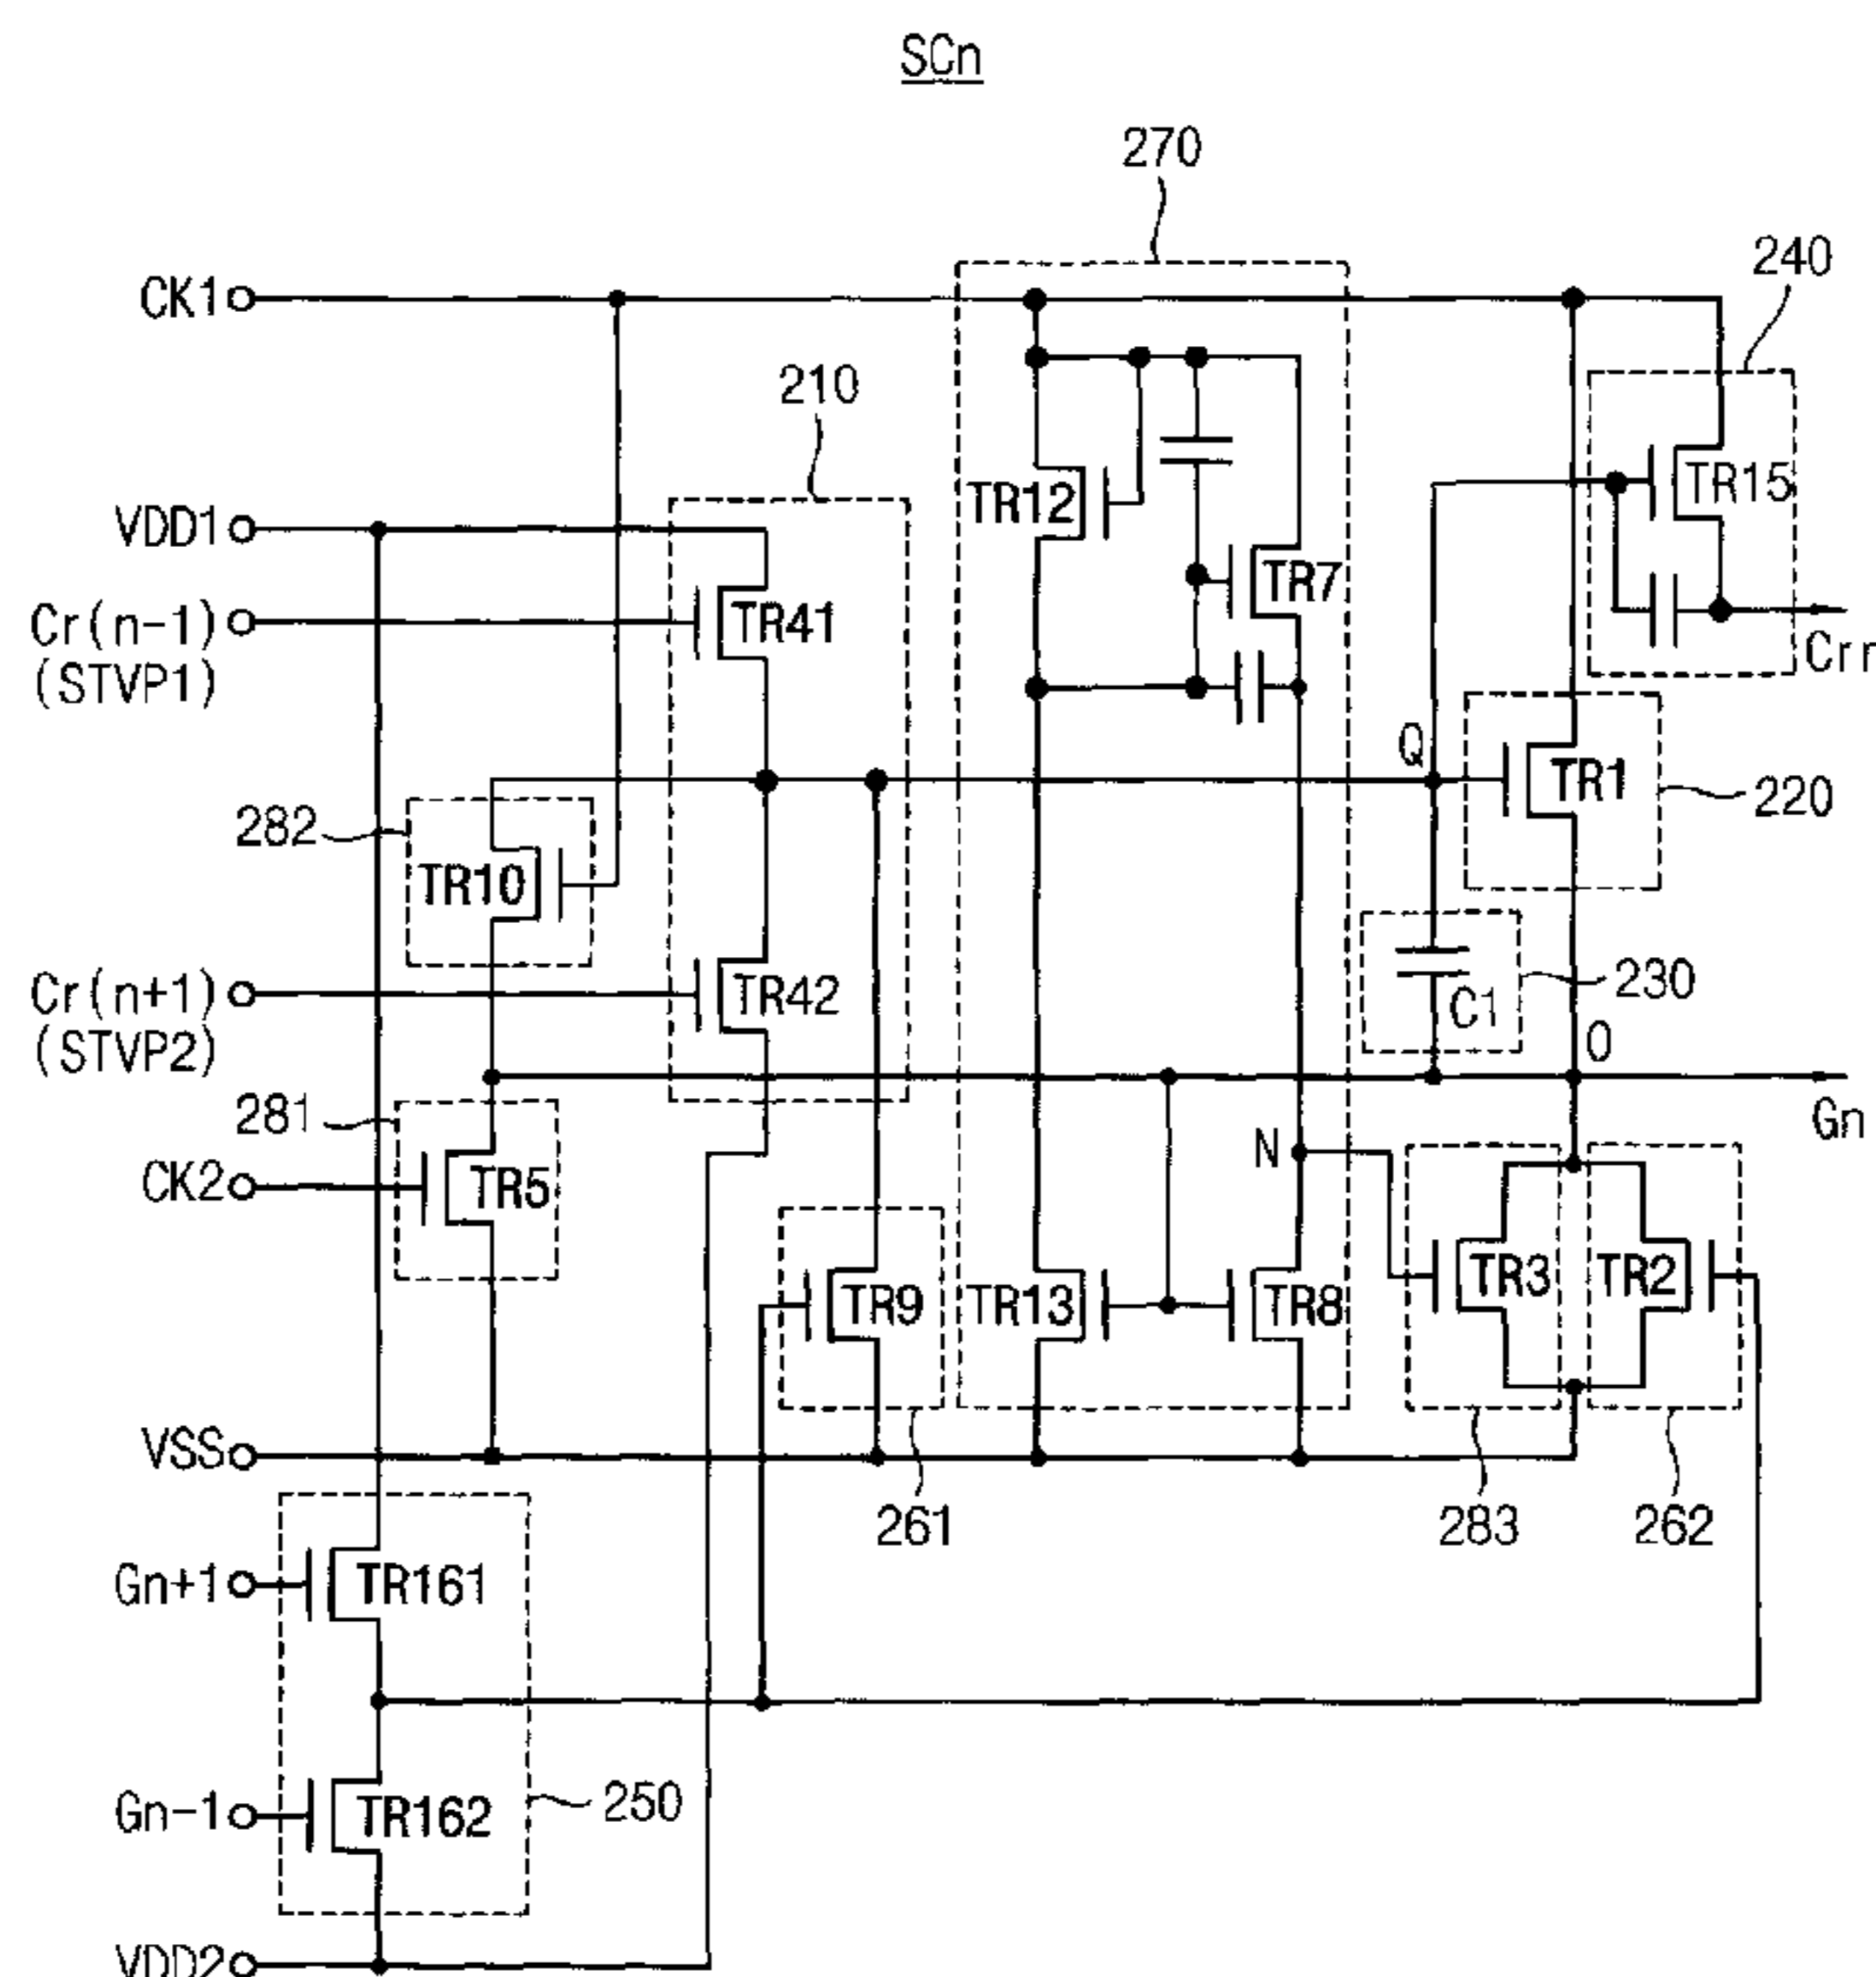 SCn
270
240
CK1
210
VDD1
TR12
TR15
TR7
Cr(n-1)
(STVP1)
TR41
Crr
Q
TR1
220
282
TR10
Cr(n+1)
(STVP2)
TR42
C1
230
O
281
Gn
N
CK2
TR5
TR9
TR13
TR8
TR3
TR2
VSS
261
283
262
Gn+1
TR161
Gn-1
TR162
250
VDD2